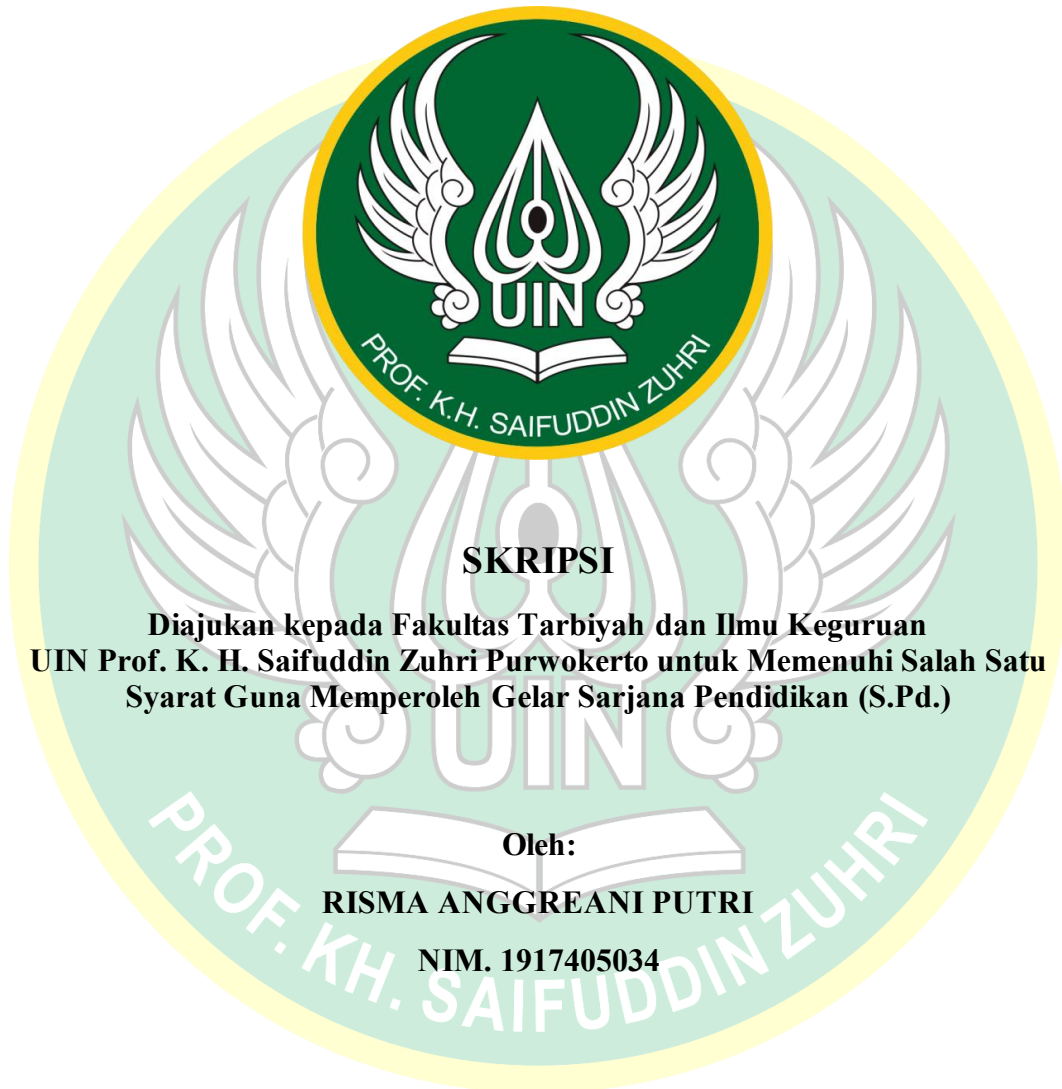 UIN
PROF. K.H. SAIFUDDIN ZUHRI
SKRIPSI
Diajukan kepada Fakultas Tarbiyah dan Ilmu Keguruan
UIN Prof. K. H. Saifuddin Zuhri Purwokerto untuk Memenuhi Salah Satu
Syarat Guna Memperoleh Gelar Sarjana Pendidikan (S.Pd.)
UIN
Oleh:
RISMA ANGGREANI PUTRI
NIM. 1917405034
PROF. KH. SAIFUDDIN ZUHRI